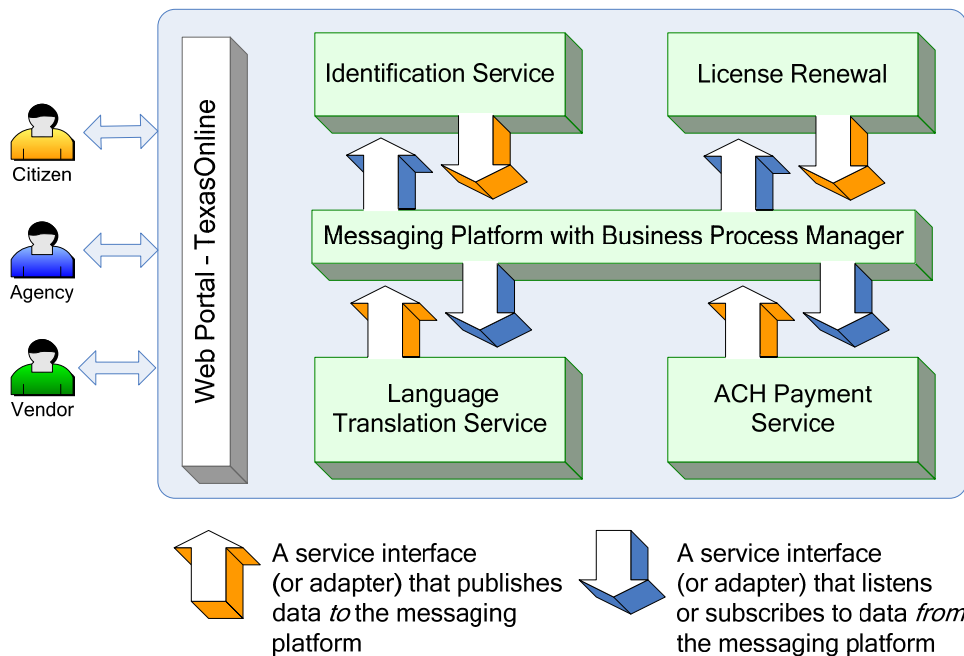 Citizen
Agency
Vendor
Web Portal - TexasOnline
Identification Service
License Renewal
Messaging Platform with Business Process Manager
Language
Translation Service
ACH Payment
Service
A service interface
(or adapter) that publishes
data to the messaging
platform
A service interface
(or adapter) that listens
or subscribes to data from
the messaging platform